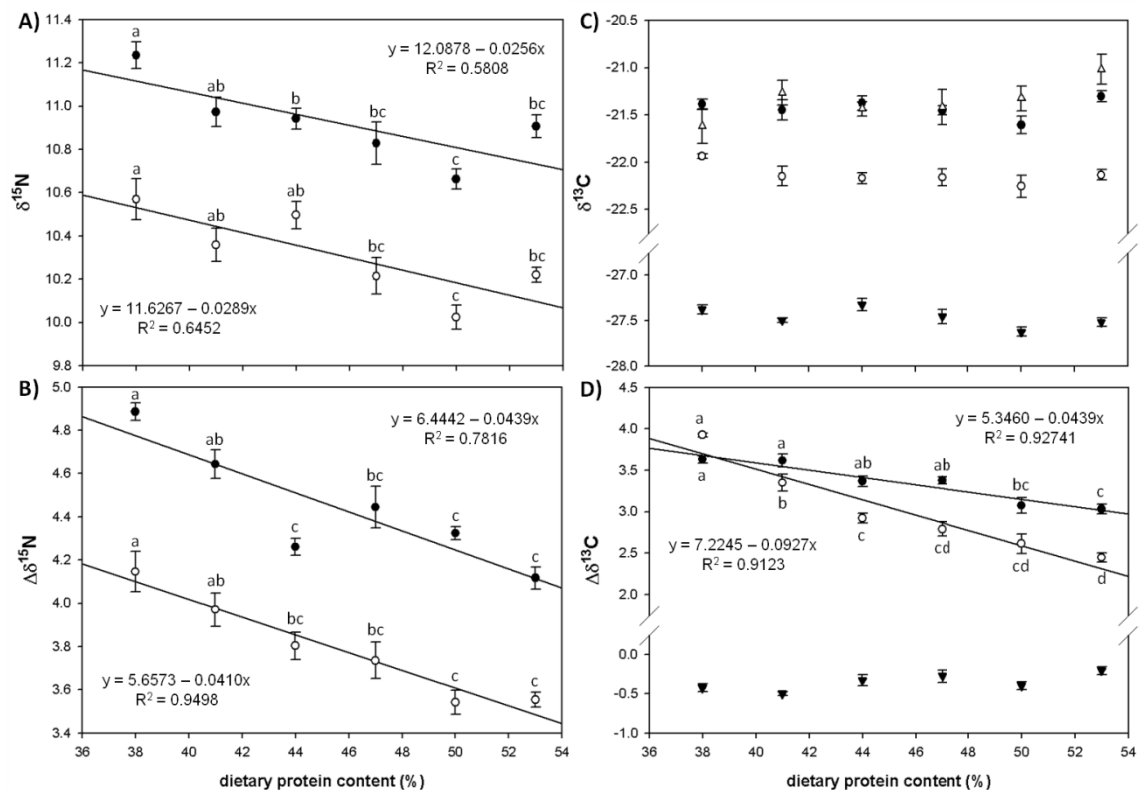 A)
11.4
11.2
11.0
10.8
10.6
10.4
10.2
10.0
9.8
δ¹⁵N
a
ab
b
bc
c
bc
y = 12.0878 – 0.0256x
R² = 0.5808
a
ab
ab
bc
c
bc
y = 11.6267 – 0.0289x
R² = 0.6452
B)
5.0
4.8
4.6
4.4
4.2
4.0
3.8
3.6
3.4
Δδ¹⁵N
a
ab
c
bc
c
c
y = 6.4442 – 0.0439x
R² = 0.7816
a
ab
bc
bc
c
c
y = 5.6573 – 0.0410x
R² = 0.9498
36 38 40 42 44 46 48 50 52 54
dietary protein content (%)
C)
-20.5
-21.0
-21.5
-22.0
-22.5
-27.0
-27.5
-28.0
δ¹³C
D)
4.5
4.0
3.5
3.0
2.5
2.0
0.0
-0.5
-1.0
Δδ¹³C
a
a
ab
ab
bc
c
y = 5.3460 – 0.0439x
R² = 0.92741
a
b
c
cd
cd
d
y = 7.2245 – 0.0927x
R² = 0.9123
36 38 40 42 44 46 48 50 52 54
dietary protein content (%)